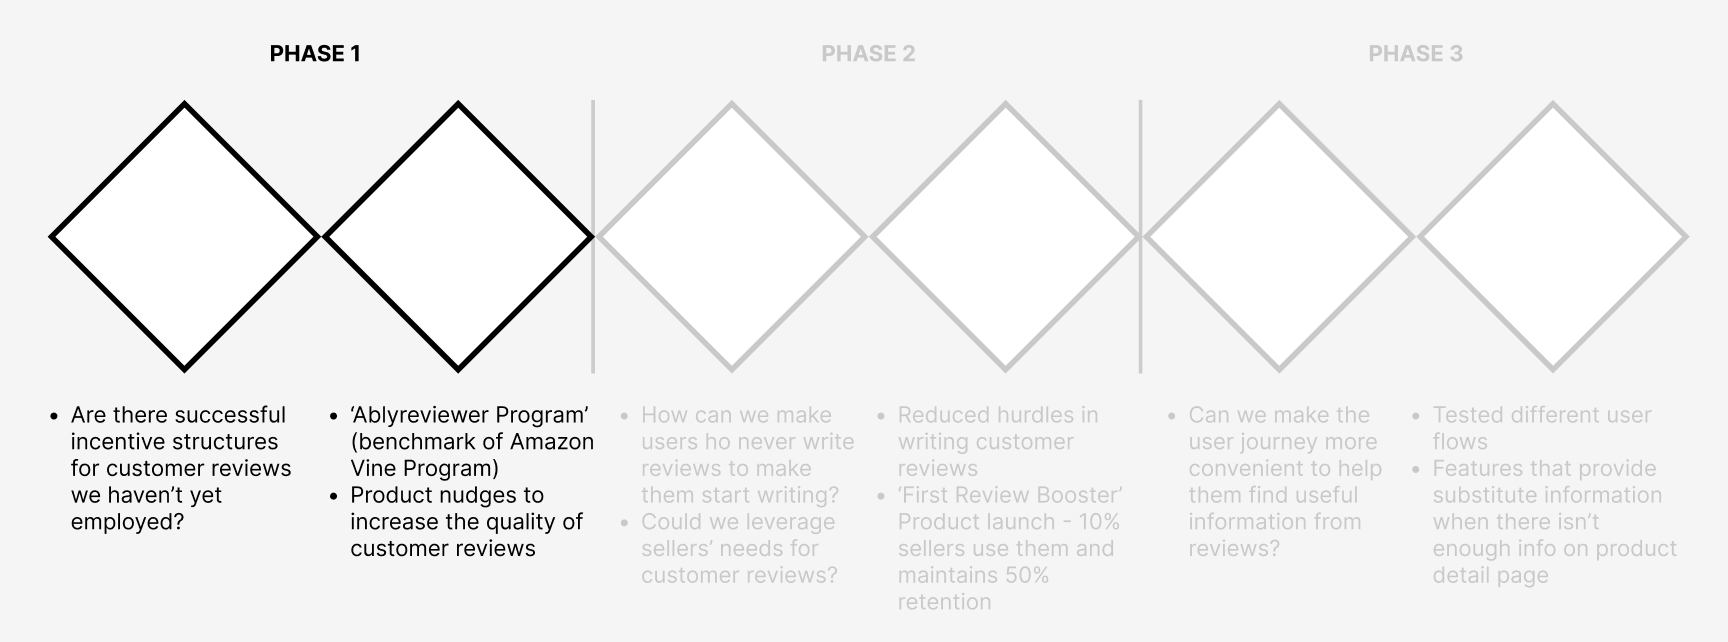 PHASE 1
PHASE 2
PHASE 3
• Are there successful
incentive structures
for customer reviews
we haven’t yet
employed?
• ‘Ablyreviewer Program’
(benchmark of Amazon
Vine Program)
• Product nudges to
increase the quality of
customer reviews
• How can we make
users ho never write
reviews to make
them start writing?
• Could we leverage
sellers’ needs for
customer reviews?
• Reduced hurdles in
writing customer
reviews
• ‘First Review Booster’
Product launch - 10%
sellers use them and
maintains 50%
retention
• Can we make the
user journey more
convenient to help
them find useful
information from
reviews?
• Tested different user
flows
• Features that provide
substitute information
when there isn’t
enough info on product
detail page